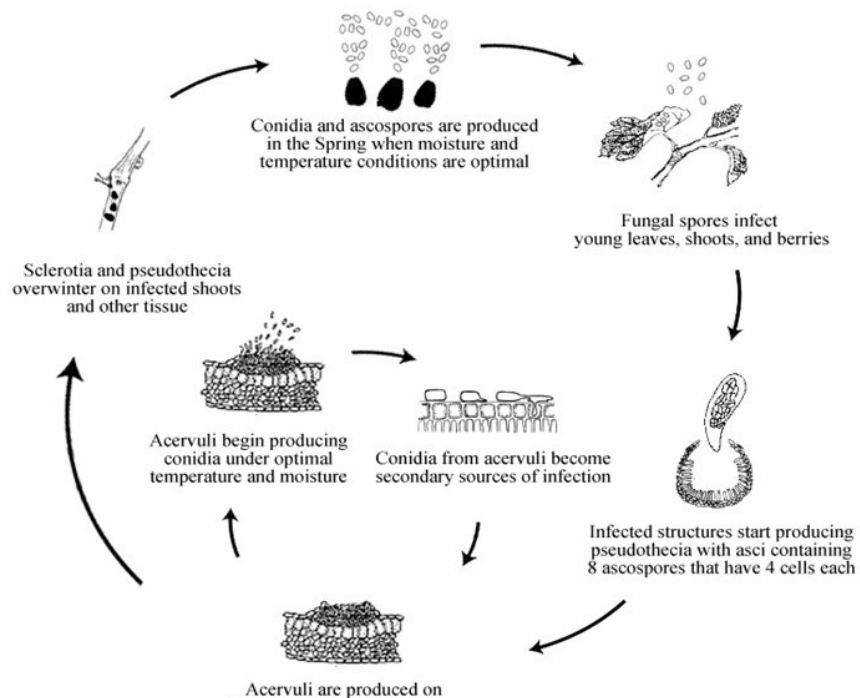 Conidia and ascospores are produced
in the Spring when moisture and
temperature conditions are optimal
Fungal spores infect
young leaves, shoots, and berries
Sclerotia and pseudothecia
overwinter on infected shoots
and other tissue
Acervuli begin producing
conidia under optimal
temperature and moisture
Conidia from acervuli become
secondary sources of infection
Infected structures start producing
pseudothecia with asci containing
8 ascospores that have 4 cells each
Acervuli are produced on